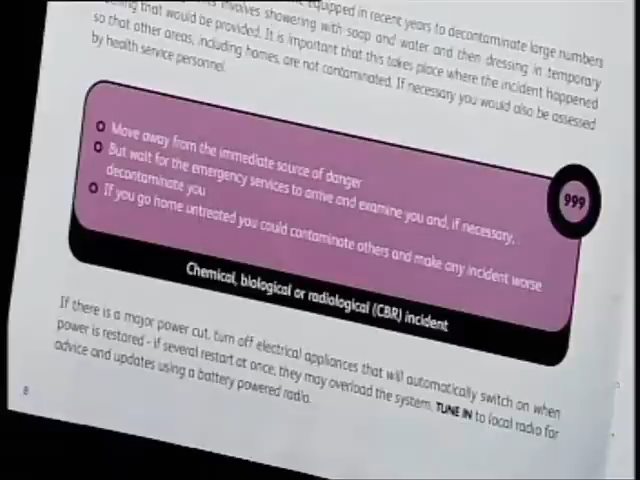 equipped in recent years to decontaminate large numbers
involves showering with soap and water and then dressing in temporary
that would be provided. It is important that this takes place where the incident happened
so that other areas, including homes, are not contaminated. If necessary you would also be assessed
by health service personnel.
Move away from the immediate source of danger
But wait for the emergency services to arrive and examine you and, if necessary,
decontaminate you
If you go home untreated you could contaminate others and make any incident worse
999
Chemical, biological or radiological (CBR) incident
If there is a major power cut, turn off electrical appliances that will automatically switch on when
power is restored - if several restart at once, they may overload the system. TUNE IN to local radio for
advice and updates using a battery powered radio.
8